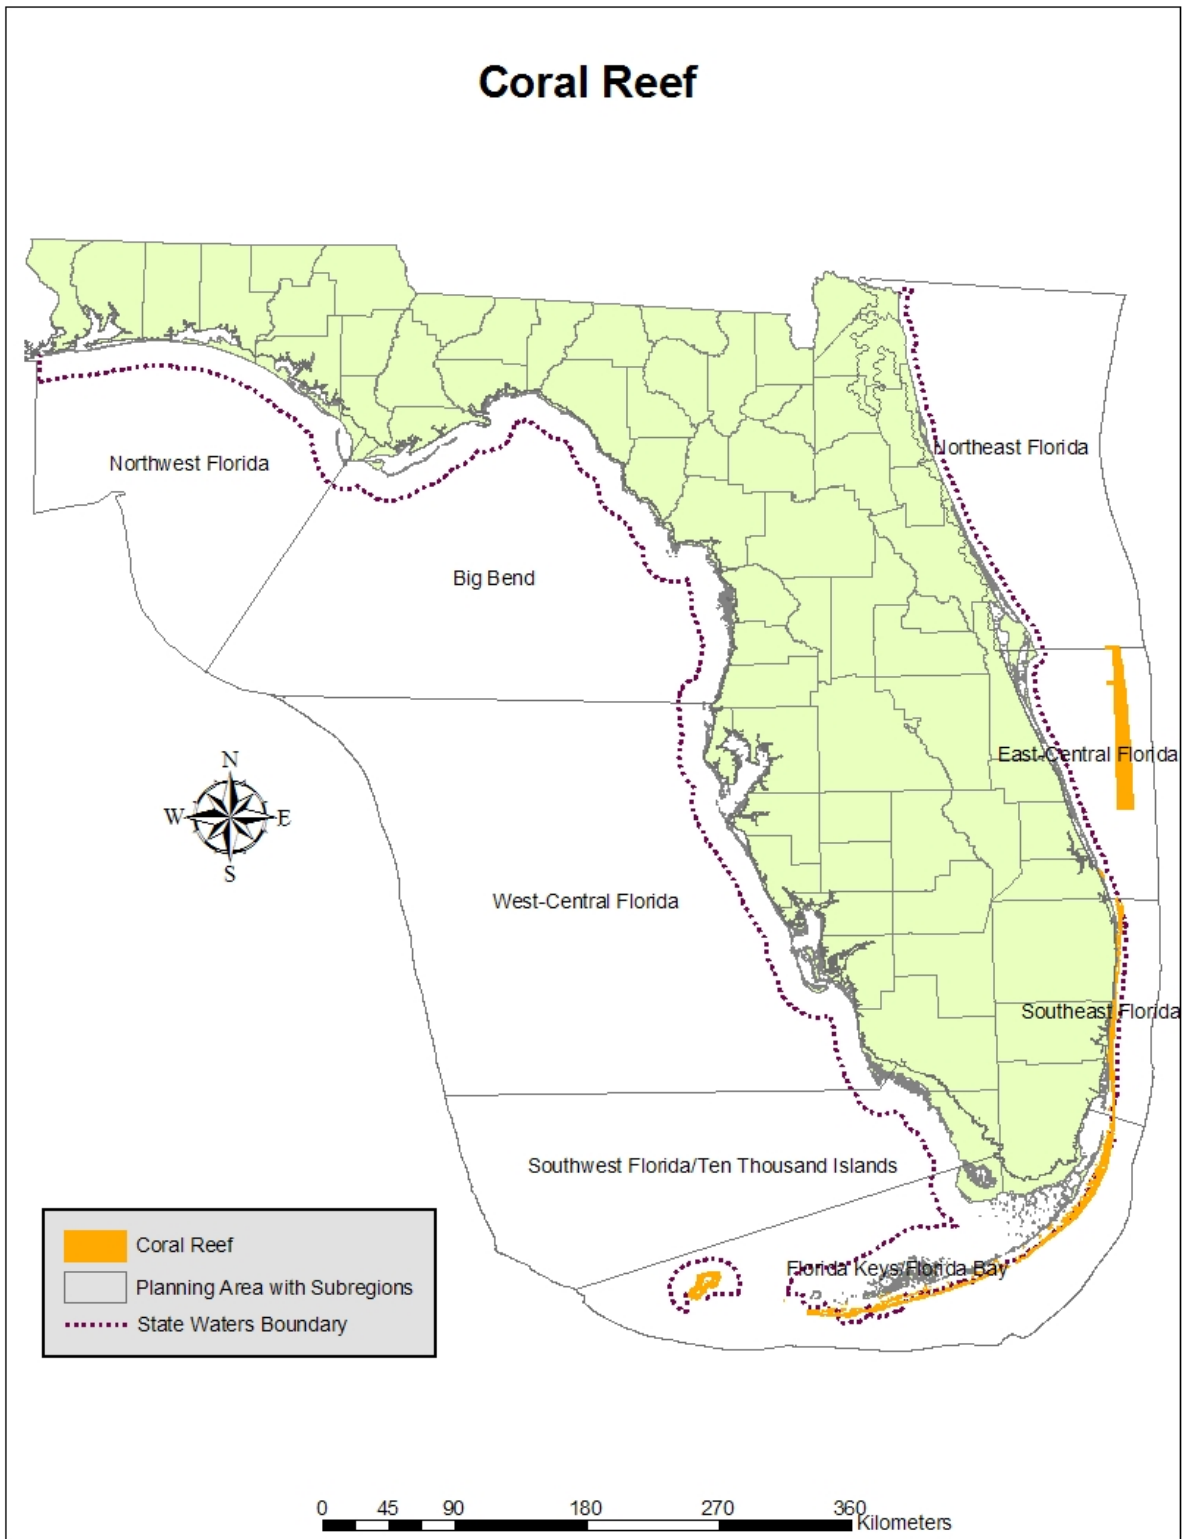 Coral Reef
Northwest Florida
Northeast Florida
Big Bend
East-Central Florida
N
W
E
S
West-Central Florida
Southeast Florida
Southwest Florida/Ten Thousand Islands
Florida Keys/Florida Bay
Coral Reef
Planning Area with Subregions
State Waters Boundary
0 45 90 180 270 360
Kilometers